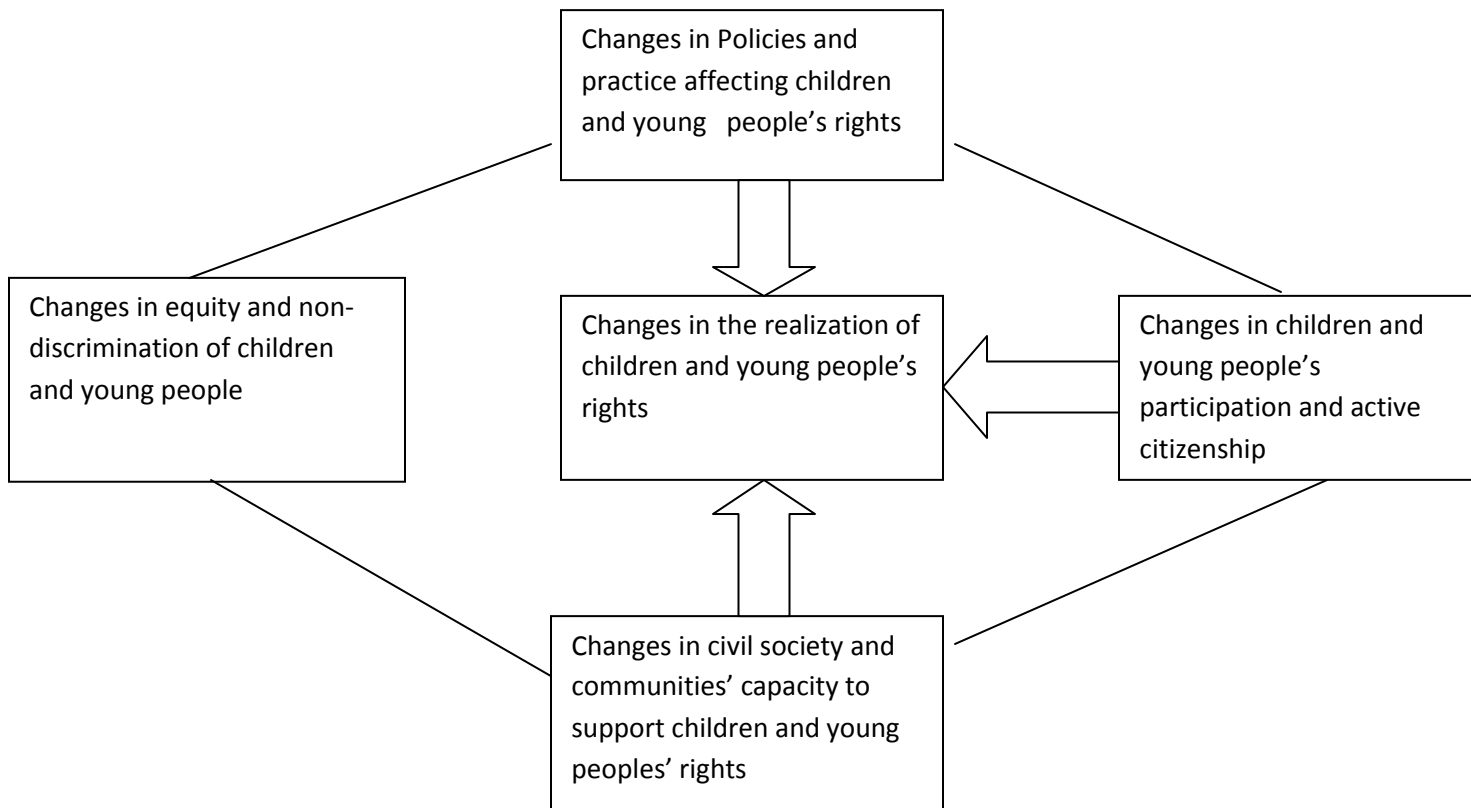 Changes in Policies and
practice affecting children
and young   people’s rights
Changes in equity and non-
discrimination of children
and young people
Changes in the realization of
children and young people’s
rights
Changes in children and
young people’s
participation and active
citizenship
Changes in civil society and
communities’ capacity to
support children and young
peoples’ rights